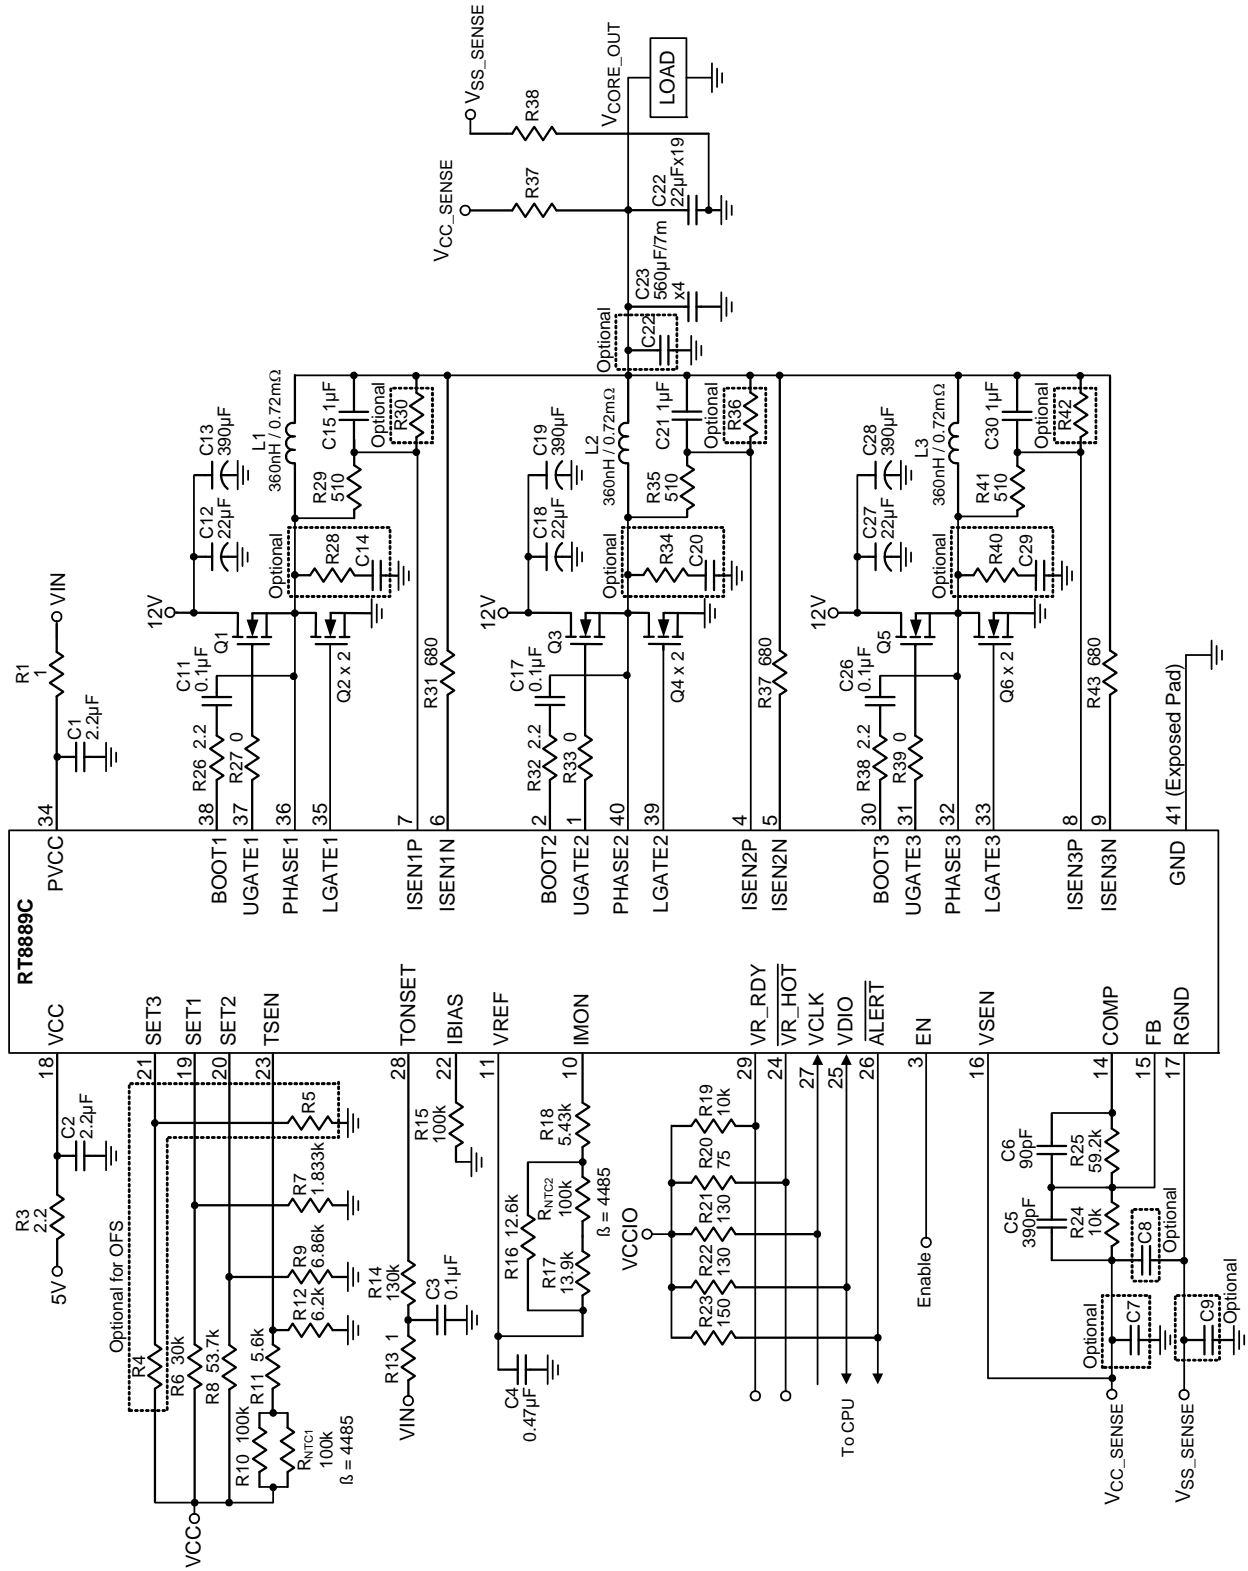 RT8889C
5V
R3
2.2
C2
2.2µF
18
VCC
Optional for OFS
R4
R5
21
SET3
R6 30k
R7
1.833k
19
SET1
R8 53.7k
R9
6.86k
20
SET2
VCC
R10 100k
RNTC1
100k
ß = 4485
R11 5.6k
R12
6.2k
23
TSEN
VIN
R13 1
R14
130k
C3
0.1µF
28
TONSET
R15
100k
22
IBIAS
C4
0.47µF
11
VREF
R16 12.6k
R17
13.9k
RNTC2
100k
ß = 4485
R18
5.43k
10
IMON
VCCIO
R23
150
R22
130
R21
130
R20
75
R19
10k
29
VR_RDY
24
VR_HOT
27
VCLK
25
VDIO
26
ALERT
To CPU
Enable
3
EN
16
VSEN
VCC_SENSE
Optional
C7
C5
390pF
R24
10k
C6
90pF
R25
59.2k
14
COMP
15
FB
C8
Optional
VSS_SENSE
C9
Optional
17
RGND
PVCC
34
C1
2.2µF
R1
1
VIN
BOOT1
38
R26 2.2
C11
0.1µF
UGATE1
37
R27 0
Q1
12V
C12
22µF
C13
390µF
PHASE1
36
LGATE1
35
Q2 x 2
Optional
R28
C14
L1
360nH / 0.72mΩ
R29
510
C15 1µF
Optional
R30
ISEN1P
7
ISEN1N
6
R31 680
BOOT2
2
R32 2.2
C17
0.1µF
UGATE2
1
R33 0
Q3
12V
C18
22µF
C19
390µF
PHASE2
40
LGATE2
39
Q4 x 2
Optional
R34
C20
L2
360nH / 0.72mΩ
R35
510
C21 1µF
Optional
R36
ISEN2P
4
ISEN2N
5
R37 680
BOOT3
30
R38 2.2
C26
0.1µF
UGATE3
31
R39 0
Q5
12V
C27
22µF
C28
390µF
PHASE3
32
LGATE3
33
Q6 x 2
Optional
R40
C29
L3
360nH / 0.72mΩ
R41
510
C30 1µF
Optional
R42
ISEN3P
8
ISEN3N
9
R43 680
GND
41 (Exposed Pad)
Optional
C22
C23
560µF/7m
x4
C22
22µFx19
VCC_SENSE
R37
VSS_SENSE
R38
VCORE_OUT
LOAD